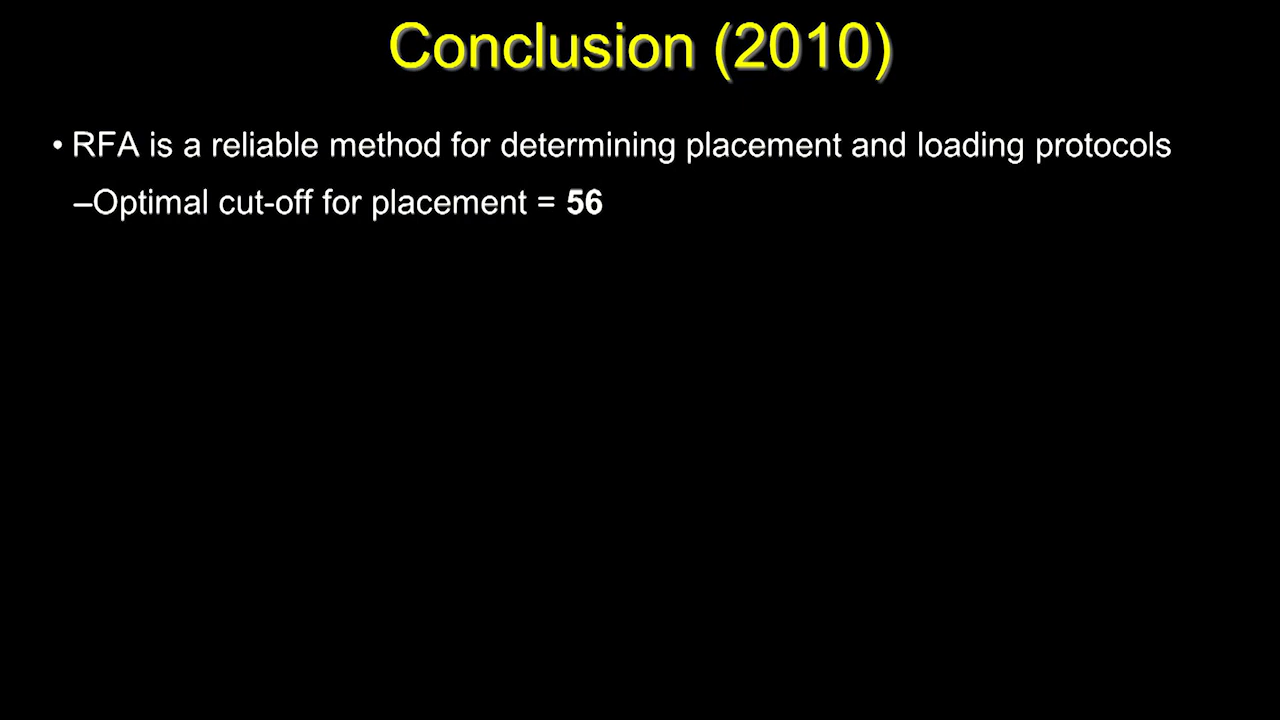 Conclusion (2010)
• RFA is a reliable method for determining placement and loading protocols
–Optimal cut-off for placement = 56